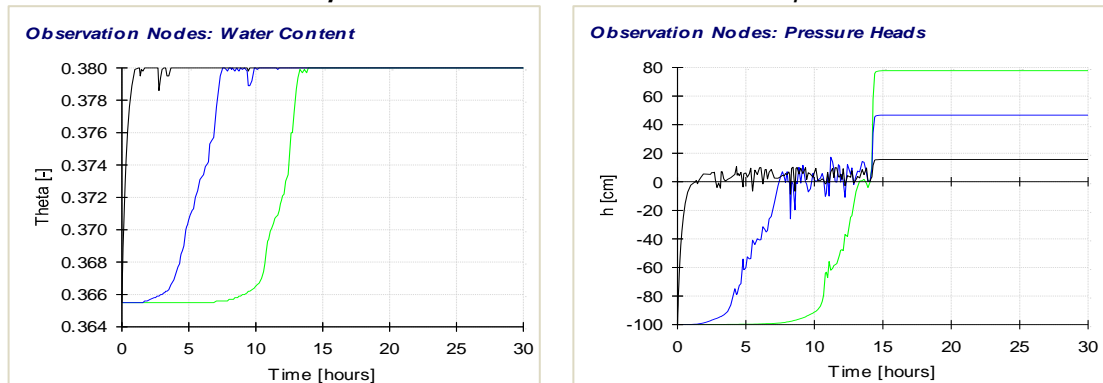 Observation Nodes: Water Content
0.380
0.378
0.376
0.374
0.372
0.370
0.368
0.366
0.364
Theta [-]
0 5 10 15 20 25 30
Time [hours]
Observation Nodes: Pressure Heads
80
60
40
20
0
-20
-40
-60
-80
-100
h [cm]
0 5 10 15 20 25 30
Time [hours]